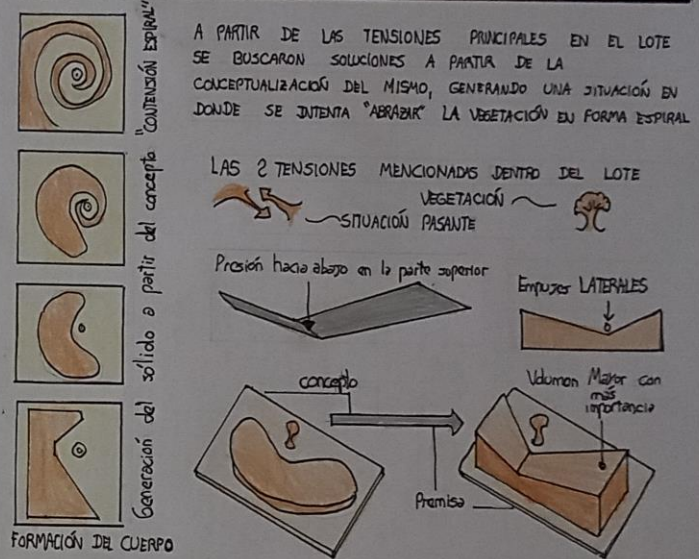 A PARTIR DE LAS TENSIONES PRINCIPALES EN EL LOTE
SE BUSCARON SOLUCIONES A PARTIR DE LA
CONCEPTUALIZACIÓN DEL MISMO, GENERANDO UNA SITUACIÓN EN
DONDE SE INTENTA "ABRAZAR" LA VEGETACIÓN EN FORMA ESPIRAL
Generación del sólido a partir del concepto "CONTENSIÓN ESPIRAL"
LAS 2 TENSIONES MENCIONADAS DENTRO DEL LOTE
VEGETACIÓN
SITUACIÓN PASANTE
Presión hacia abajo en la parte superior
Empujes LATERALES
concepto
Volumen Mayor con
más
importancia
Premisa
FORMACIÓN DEL CUERPO